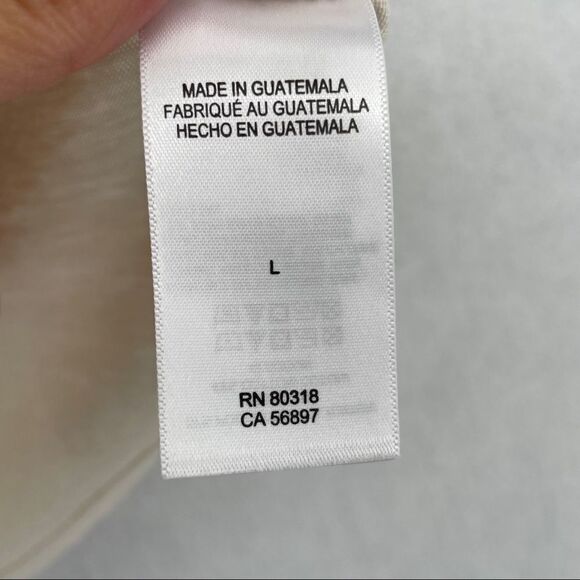 MADE IN GUATEMALA
FABRIQUÉ AU GUATEMALA
HECHO EN GUATEMALA
L
RN 80318
CA 56897